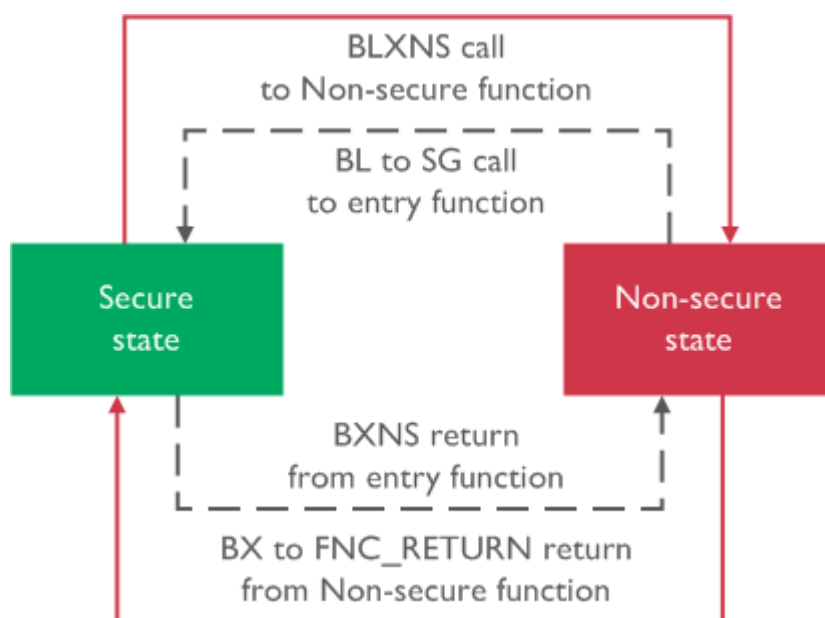 BLXNS call
to Non-secure function
BL to SG call
to entry function
Secure
state
Non-secure
state
BXNS return
from entry function
BX to FNC_RETURN return
from Non-secure function